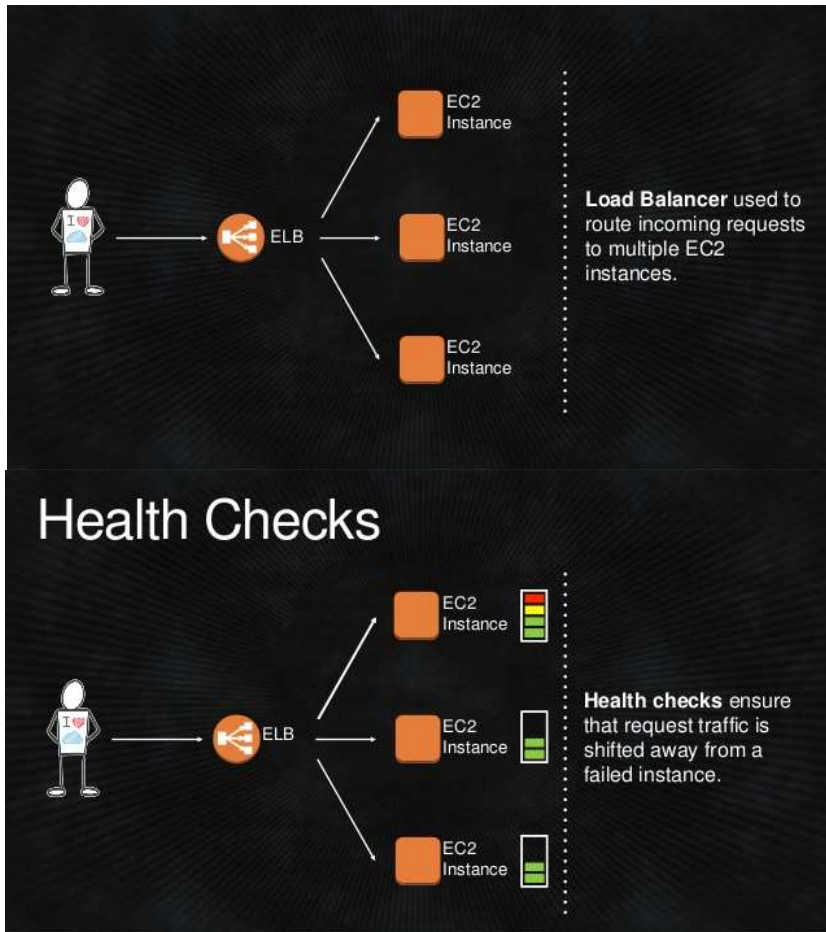 EC2
Instance
I
ELB
EC2
Instance
Load Balancer used to
route incoming requests
to multiple EC2
instances.
EC2
Instance
Health Checks
EC2
Instance
I
ELB
EC2
Instance
Health checks ensure
that request traffic is
shifted away from a
failed instance.
EC2
Instance